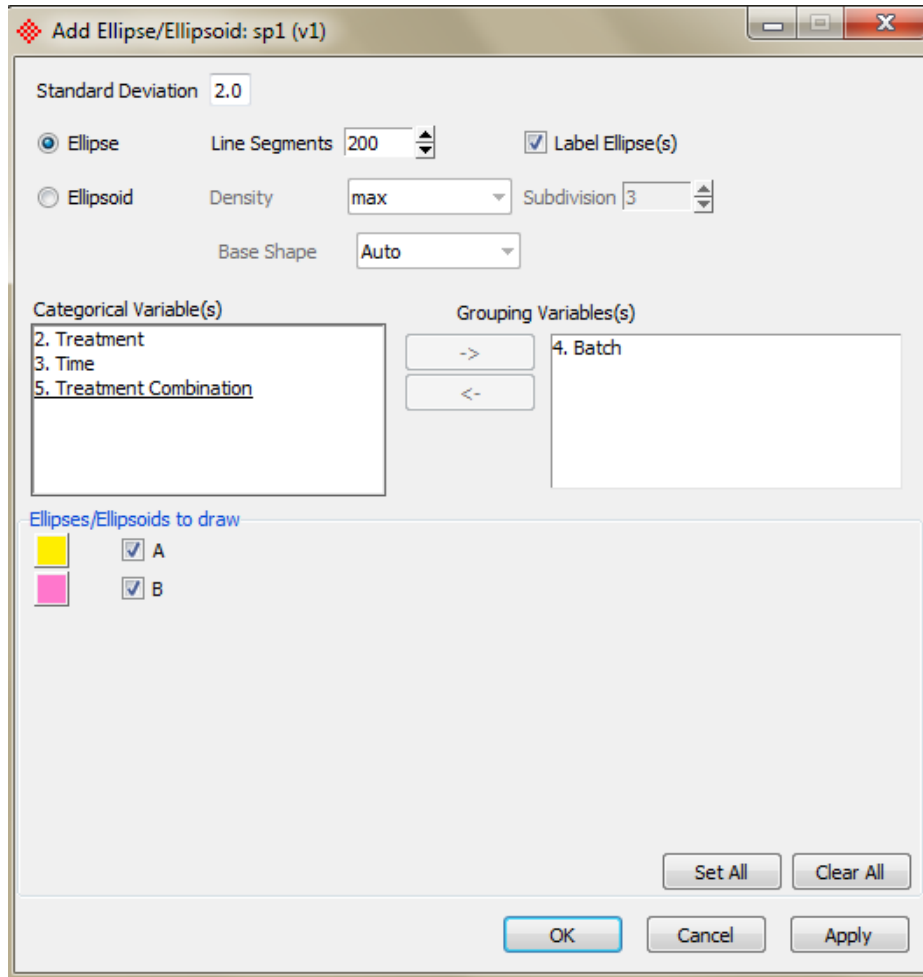 Add Ellipse/Ellipsoid: sp1 (v1)
Standard Deviation 2.0
Ellipse Line Segments 200 Label Ellipse(s)
Ellipsoid Density max Subdivision 3
Base Shape Auto
Categorical Variable(s) Grouping Variables(s)
2. Treatment -> 4. Batch
3. Time
5. Treatment Combination <-
Ellipses/Ellipsoids to draw
A
B
Set All Clear All
OK Cancel Apply